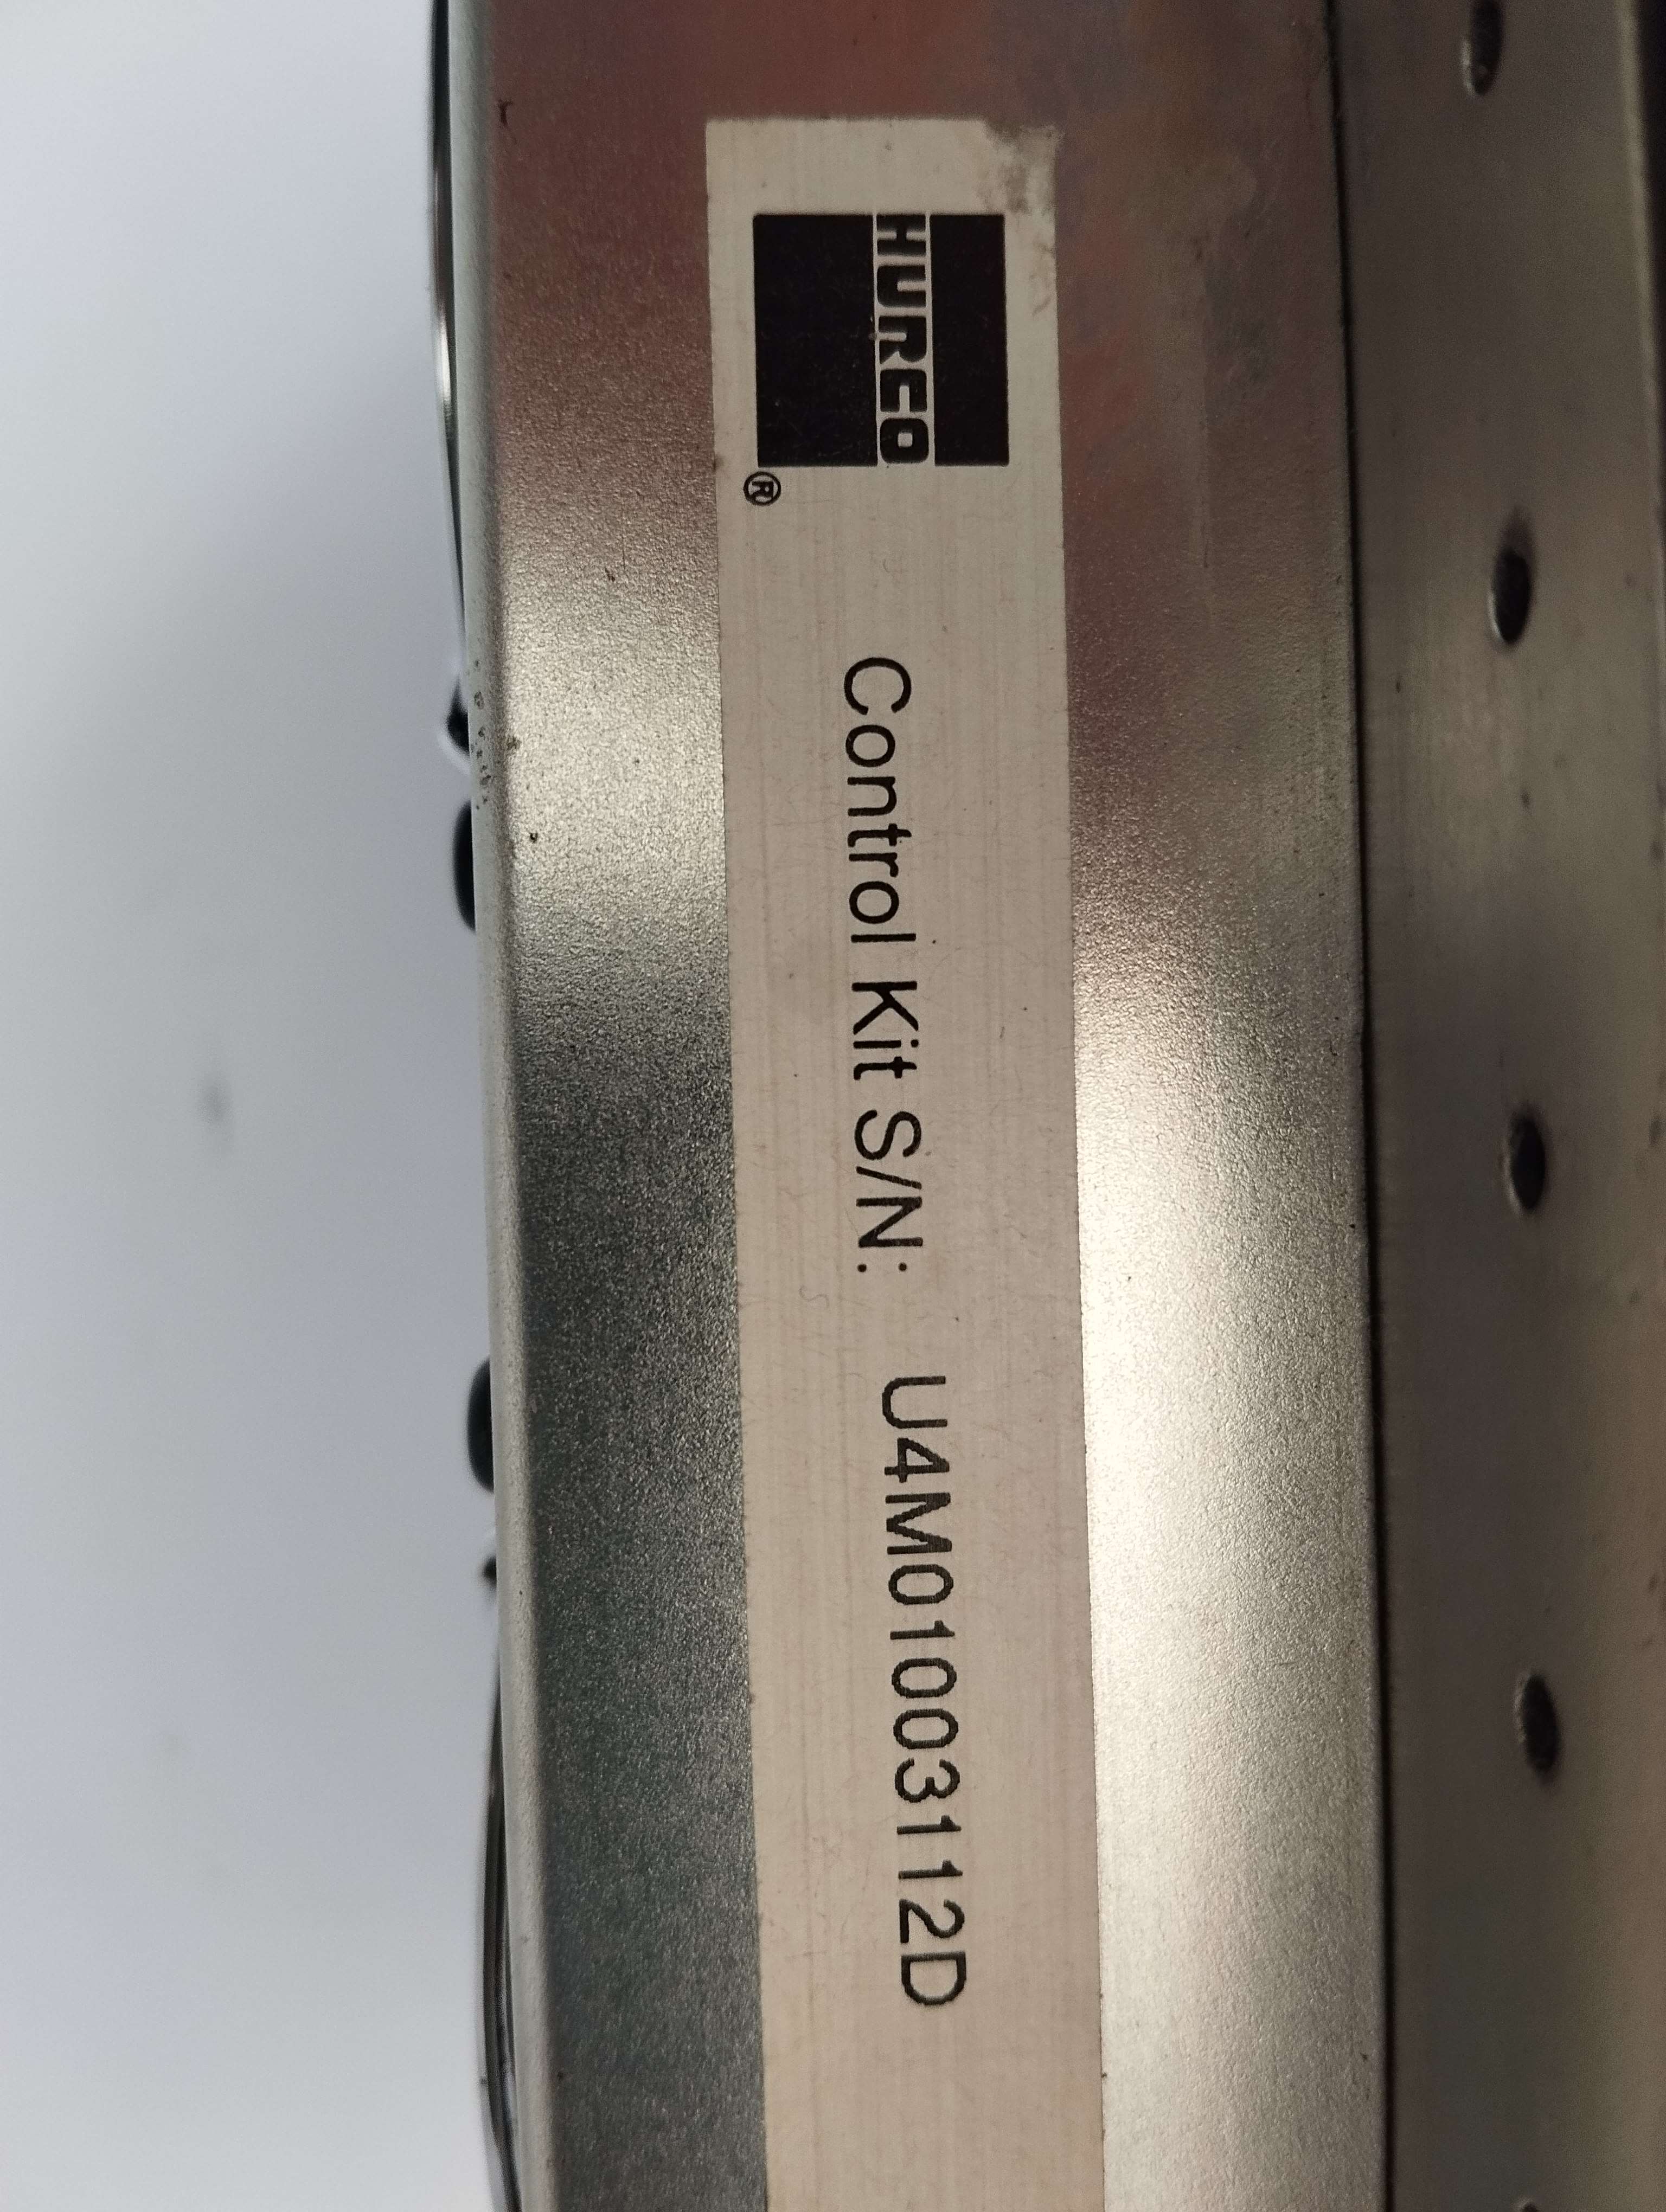 HURCO®
Control Kit S/N: U4M01003112D